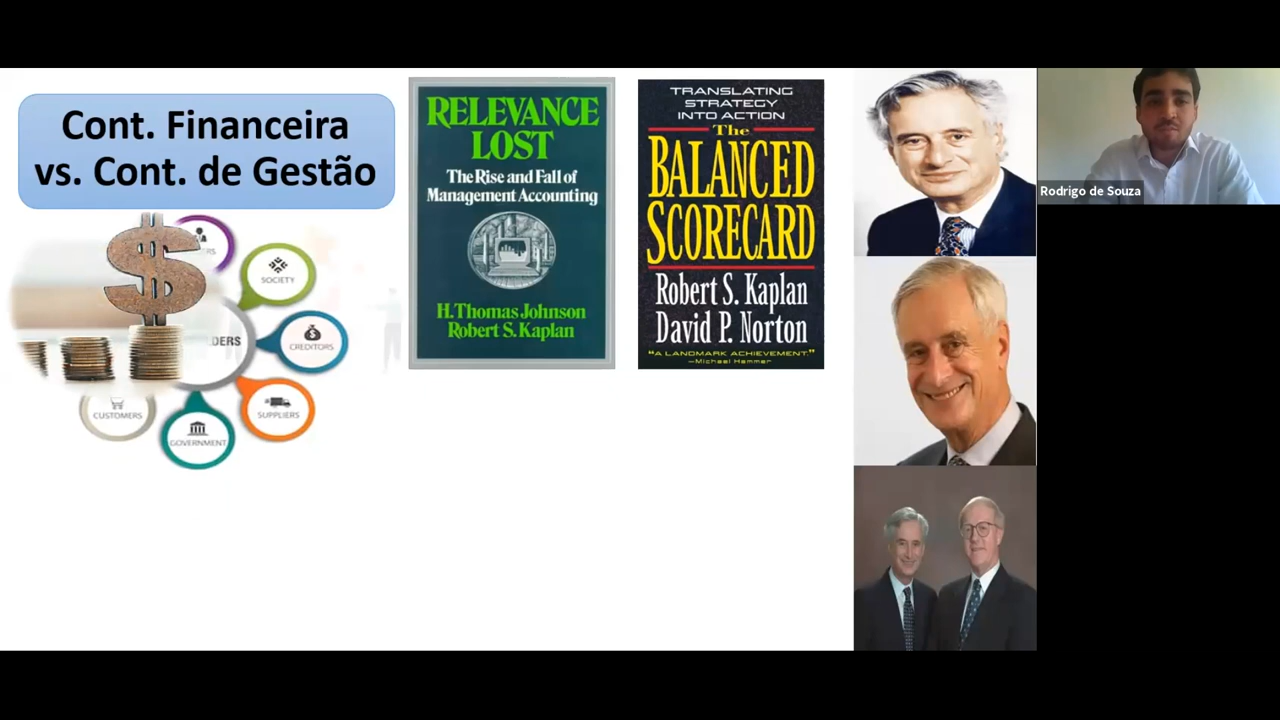 Cont. Financeira
vs. Cont. de Gestão
SOCIETY
DERS
CREDITORS
SUPPLIERS
GOVERNMENT
CUSTOMERS
RELEVANCE
LOST
The Rise and Fall of
Management Accounting
H. Thomas Johnson
Robert S. Kaplan
TRANSLATING
STRATEGY
INTO ACTION
The
BALANCED
SCORECARD
Robert S. Kaplan
David P. Norton
"A LANDMARK ACHIEVEMENT."
—Michael Hammer
Rodrigo de Souza